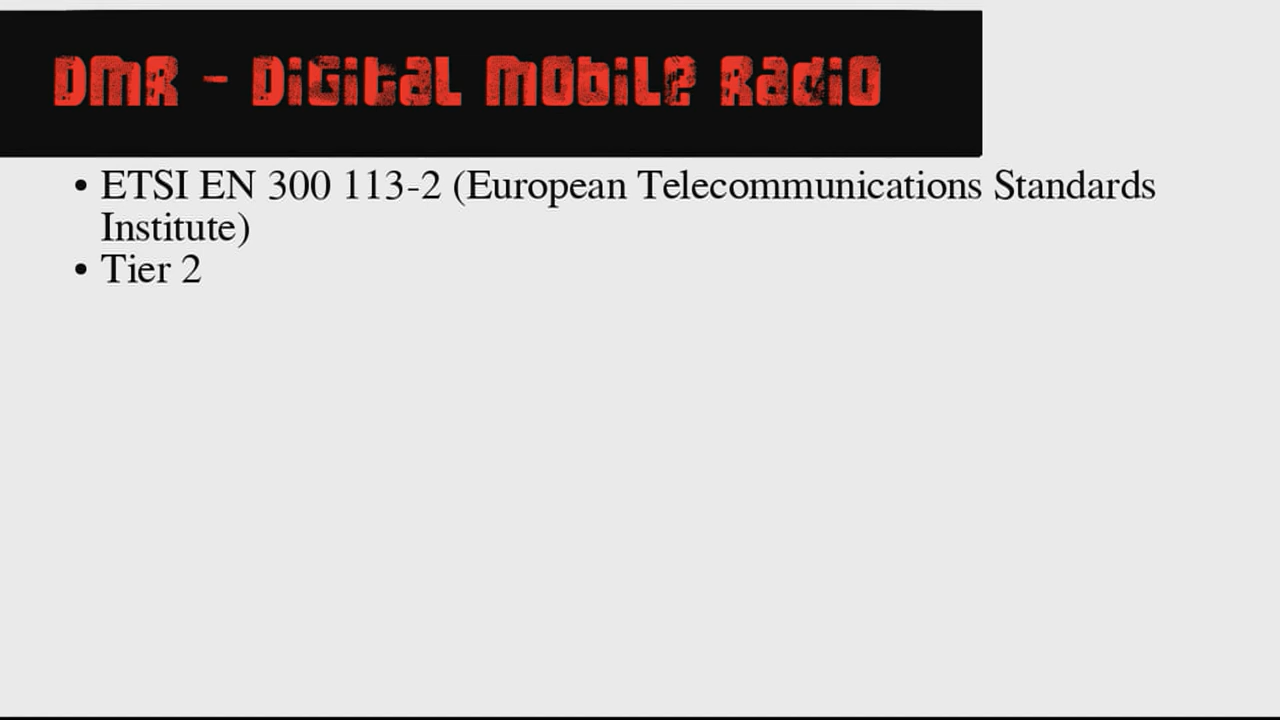 DMR - DiGitaL MObiLe RadiO
• ETSI EN 300 113-2 (European Telecommunications Standards
Institute)
• Tier 2